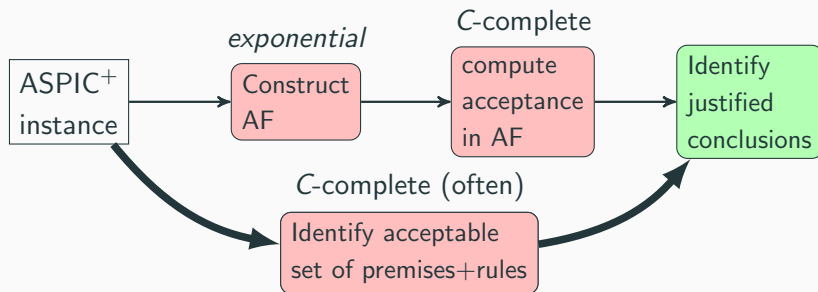 C-complete
exponential
ASPIC⁺
instance
Construct
AF
compute
acceptance
in AF
Identify
justified
conclusions
C-complete (often)
Identify acceptable
set of premises+rules